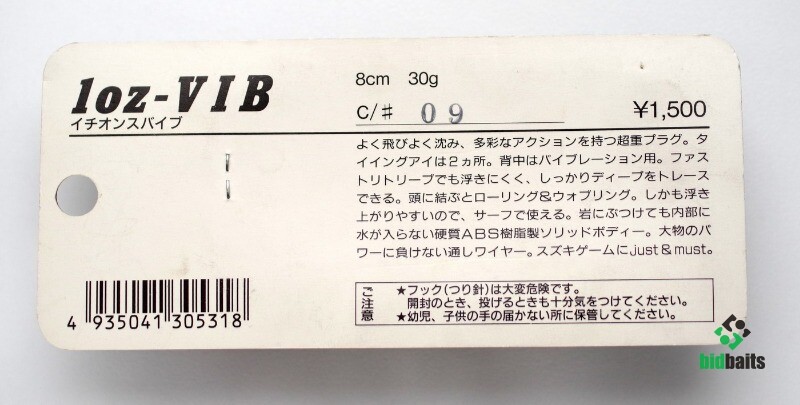 1oz-VIB
イチオンスバイブ
8cm 30g
C/# 09
¥1,500
よく飛びよく沈み、多彩なアクションを持つ超重プラグ。タ
イイングアイは2ヵ所。背中はバイブレーション用。ファス
トリトリーブでも浮きにくく、しっかりディープをトレース
できる。頭に結ぶとローリング&ウォブリング。しかも浮き
上がりやすいので、サーフで使える。岩にぶつけても内部に
水が入らない硬質ABS樹脂製ソリッドボディー。大物のパ
ワーに負けない通しワイヤー。スズキゲームにjust&must。
ご注意
★フック(つり針)は大変危険です。
開封のとき、投げるときも十分気をつけてください。
★幼児、子供の手の届かない所に保管してください。
4 935041 305318
bidbaits